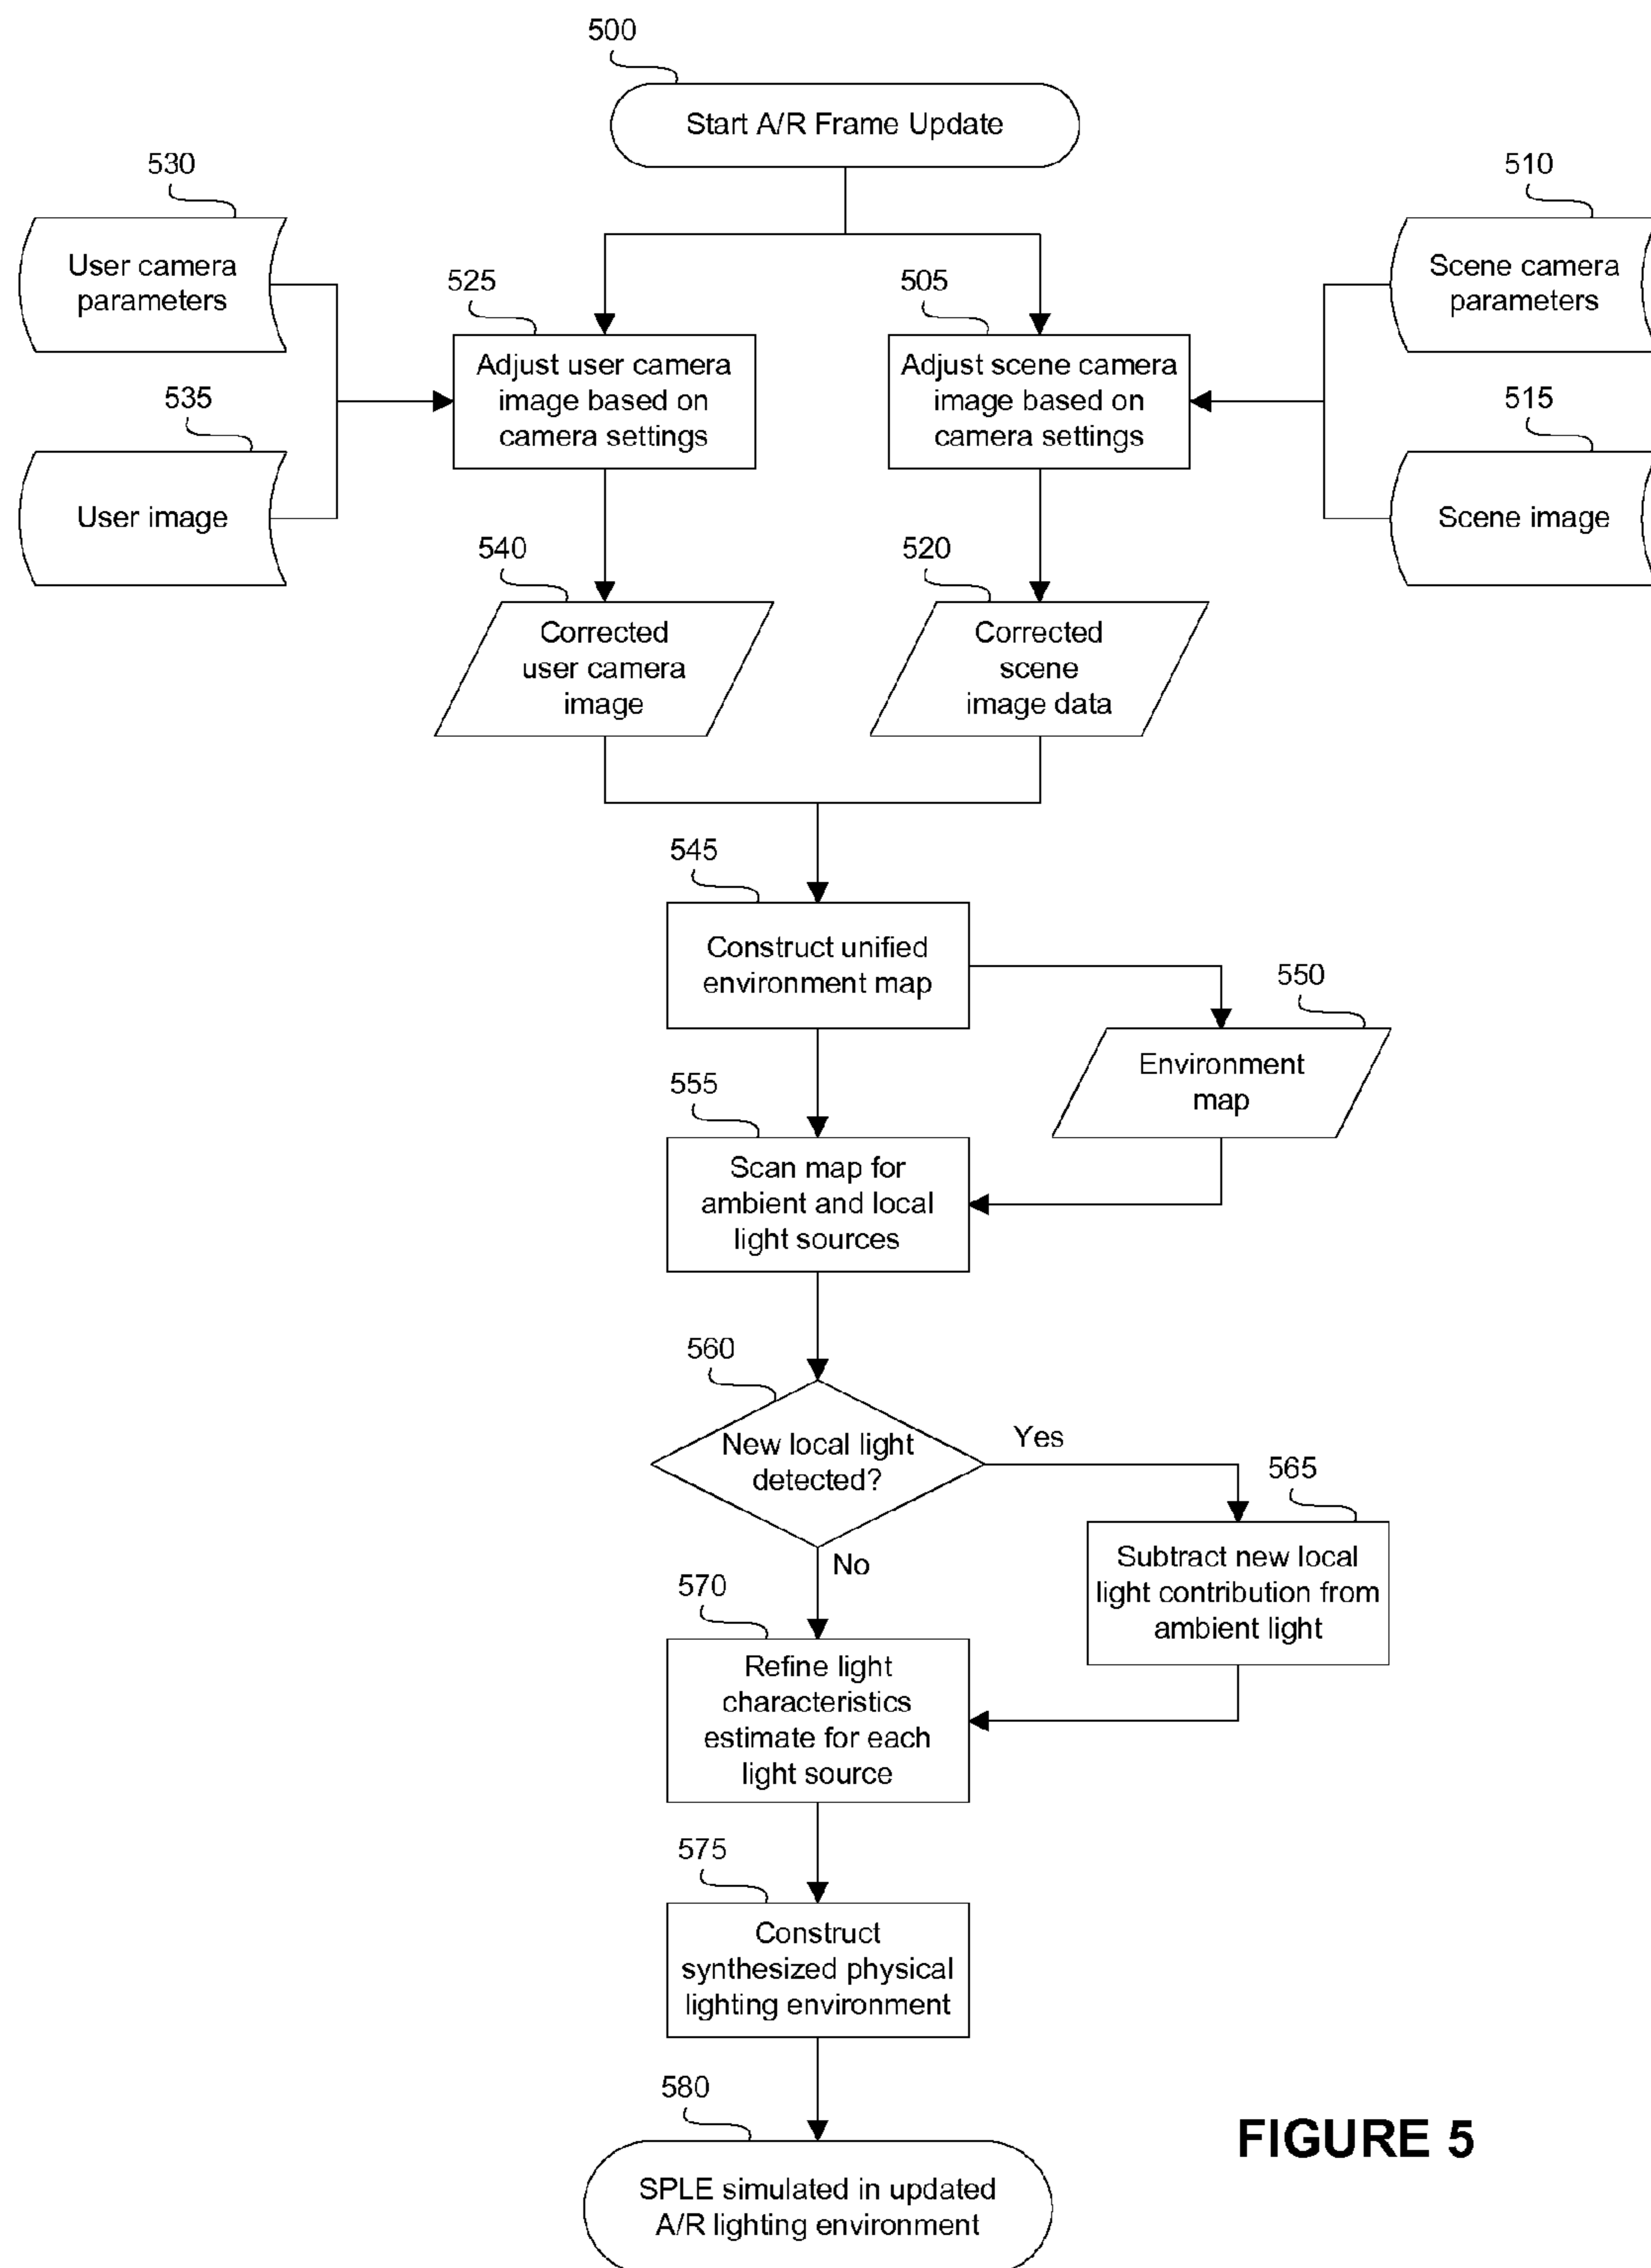 500
Start A/R Frame Update
530
User camera
parameters
510
Scene camera
parameters
525
Adjust user camera
image based on
camera settings
505
Adjust scene camera
image based on
camera settings
535
User image
515
Scene image
540
Corrected
user camera
image
520
Corrected
scene
image data
545
Construct unified
environment map
550
Environment
map
555
Scan map for
ambient and local
light sources
560
New local light
detected?
Yes
No
565
Subtract new local
light contribution from
ambient light
570
Refine light
characteristics
estimate for each
light source
575
Construct
synthesized physical
lighting environment
580
SPLE simulated in updated
A/R lighting environment
FIGURE 5